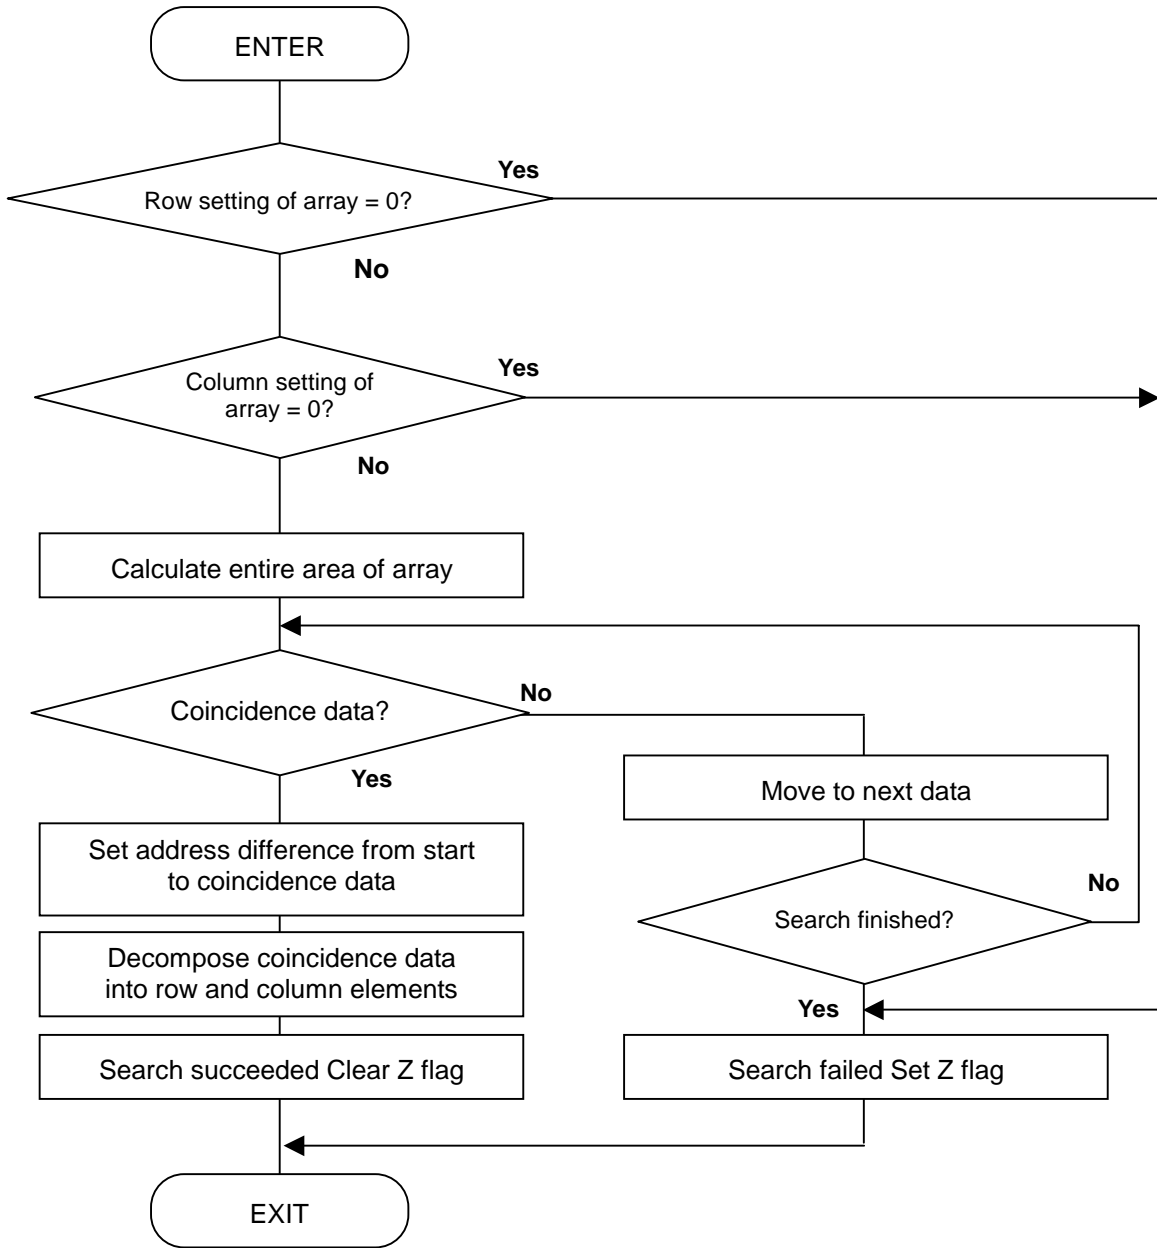 ENTER
Yes
Row setting of array = 0?
No
Yes
Column setting of
array = 0?
No
Calculate entire area of array
No
Coincidence data?
Yes
Move to next data
Set address difference from start
to coincidence data
No
Search finished?
Decompose coincidence data
into row and column elements
Yes
Search succeeded Clear Z flag
Search failed Set Z flag
EXIT